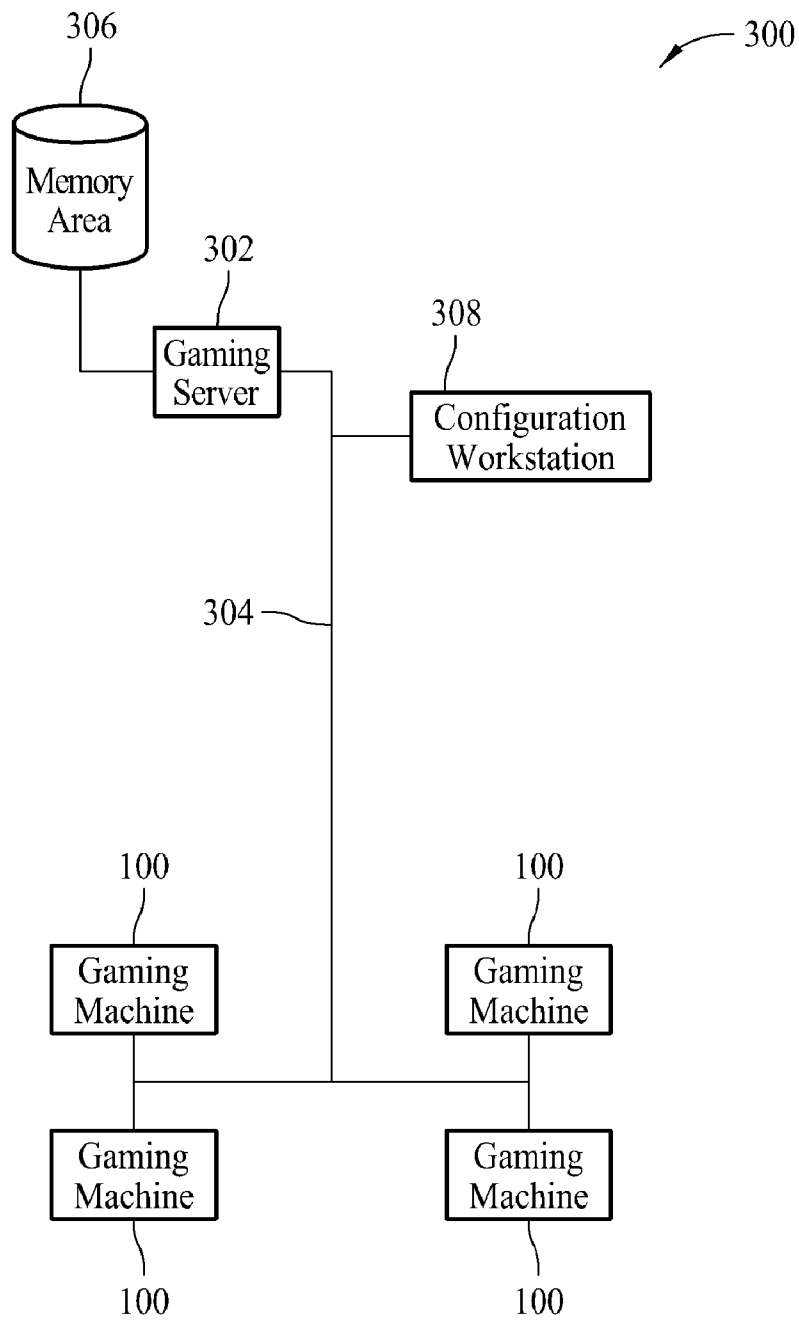 306
300
Memory
Area
302
308
Gaming
Server
Configuration
Workstation
304
100
100
Gaming
Machine
Gaming
Machine
Gaming
Machine
Gaming
Machine
100
100